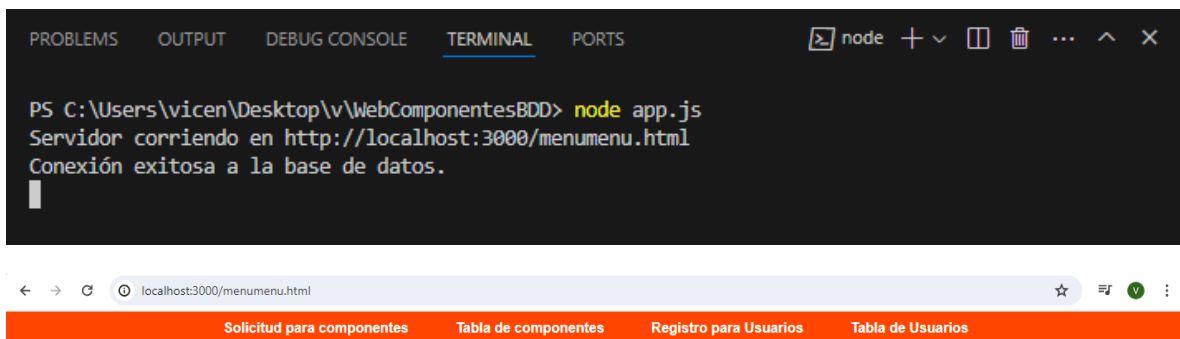 PROBLEMS OUTPUT DEBUG CONSOLE TERMINAL PORTS node
PS C:\Users\vicen\Desktop\v\WebComponentesBDD> node app.js
Servidor corriendo en http://localhost:3000/menumenu.html
Conexión exitosa a la base de datos.
localhost:3000/menumenu.html V
Solicitud para componentes Tabla de componentes Registro para Usuarios Tabla de Usuarios